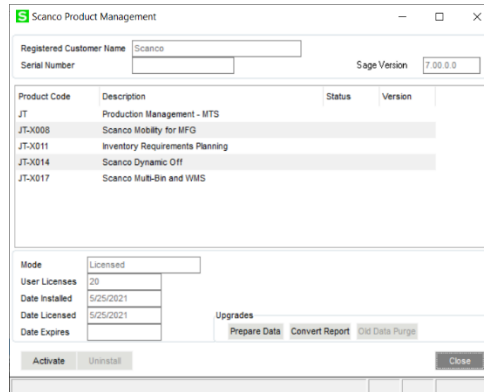 S Scanco Product Management
Registered Customer Name Scanco
Serial Number Sage Version 7.00.0.0
Product Code Description Status Version
JT Production Management - MTS
JT-X008 Scanco Mobility for MFG
JT-X011 Inventory Requirements Planning
JT-X014 Scanco Dynamic Off
JT-X017 Scanco Multi-Bin and WMS
Mode Licensed
User Licenses 20
Date Installed 5/25/2021
Date Licensed 5/25/2021 Upgrades
Date Expires Prepare Data Convert Report Old Data Purge
Activate Uninstall Close